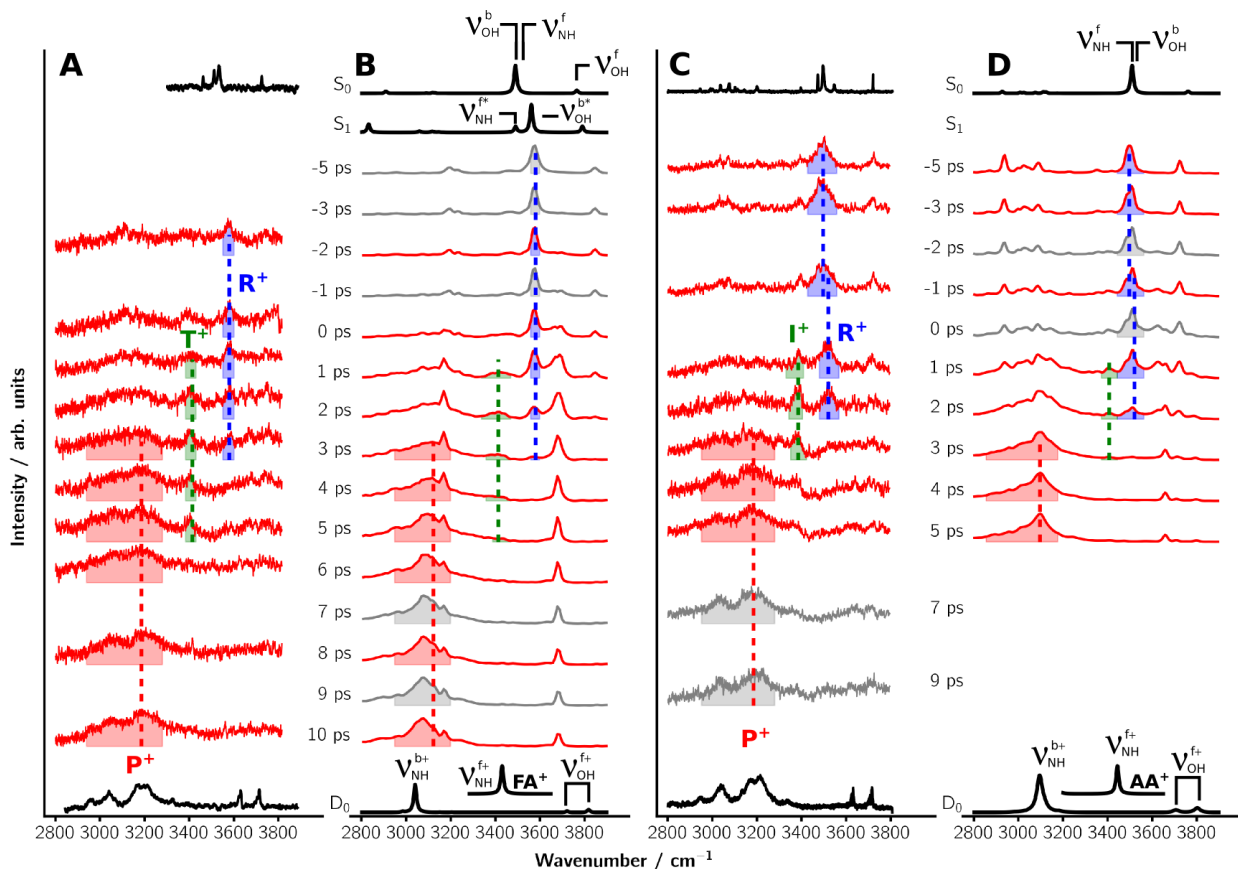 ν^b_OH ν^f_NH
ν^f_NH ν^b_OH
A B C D
ν^f_OH
S₀ S₀
ν^f*_NH ν^b*_OH
S₁ S₁
-5 ps -5 ps
-3 ps -3 ps
-2 ps -2 ps
R⁺
-1 ps -1 ps
T⁺ 0 ps I⁺ R⁺ 0 ps
1 ps 1 ps
2 ps 2 ps
3 ps 3 ps
4 ps 4 ps
5 ps 5 ps
6 ps
7 ps 7 ps
8 ps
9 ps 9 ps
10 ps
P⁺ P⁺
ν^b+_NH ν^f+_NH FA⁺ ν^f+_OH
ν^b+_NH ν^f+_NH AA⁺ ν^f+_OH
D₀ D₀
2800 3000 3200 3400 3600 3800
2800 3000 3200 3400 3600 3800
2800 3000 3200 3400 3600 3800
2800 3000 3200 3400 3600 3800
Wavenumber / cm⁻¹
Intensity / arb. units